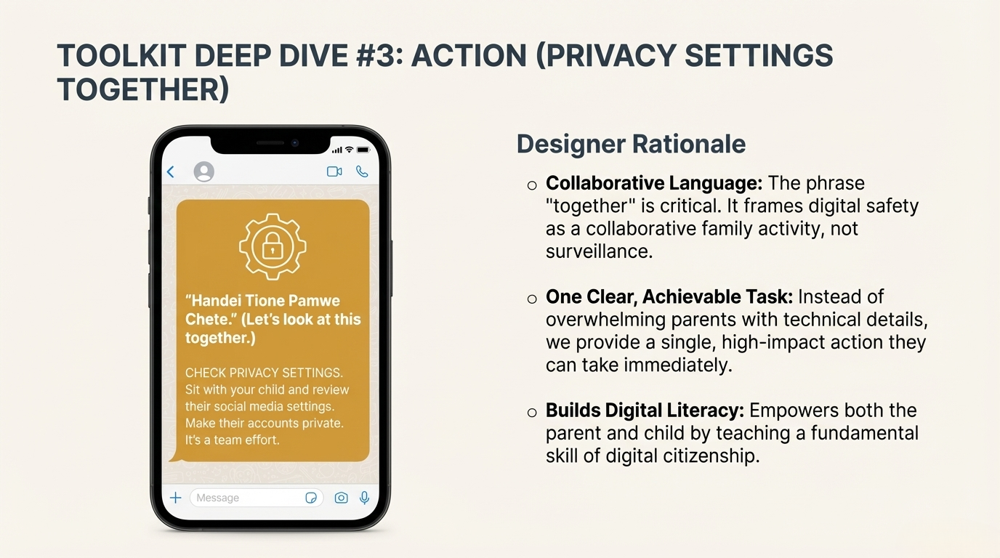 TOOLKIT DEEP DIVE #3: ACTION (PRIVACY SETTINGS
TOGETHER)
"Handei Tione Pamwe
Chete." (Let's look at this
together.)
CHECK PRIVACY SETTINGS.
Sit with your child and review
their social media settings.
Make their accounts private.
It's a team effort.
Message
Designer Rationale
Collaborative Language: The phrase
"together" is critical. It frames digital safety
as a collaborative family activity, not
surveillance.
One Clear, Achievable Task: Instead of
overwhelming parents with technical details,
we provide a single, high-impact action they
can take immediately.
Builds Digital Literacy: Empowers both the
parent and child by teaching a fundamental
skill of digital citizenship.